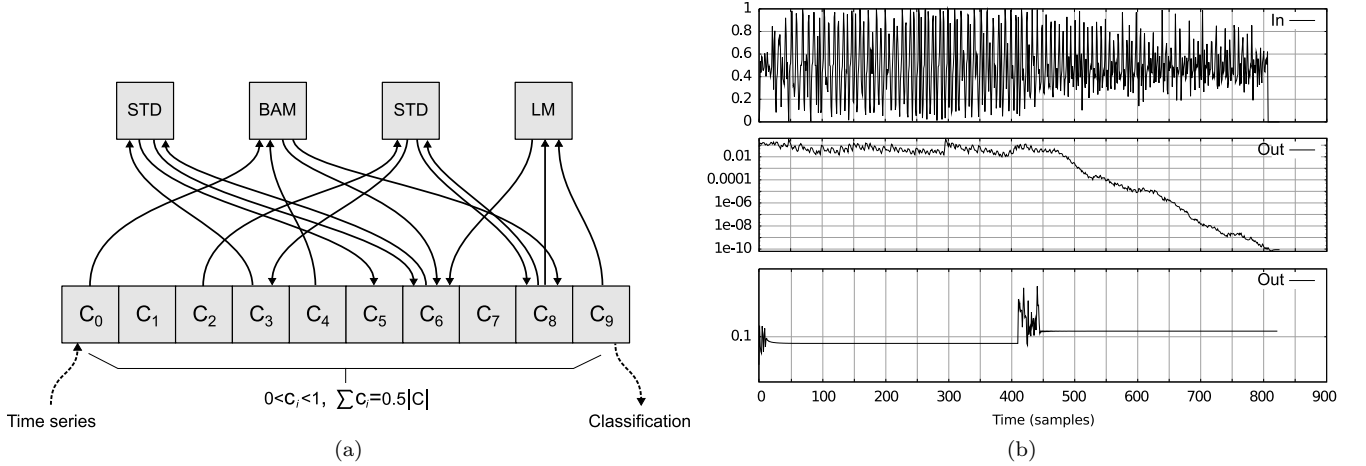 STD BAM STD LM
C0 C1 C2 C3 C4 C5 C6 C7 C8 C9
0<ci<1, ∑ci=0.5|C|
Time series
Classification
(a)
1
0.8
0.6
0.4
0.2
0
In
0.01
0.0001
1e-06
1e-08
1e-10
Out
0.1
Out
0 100 200 300 400 500 600 700 800 900
Time (samples)
(b)